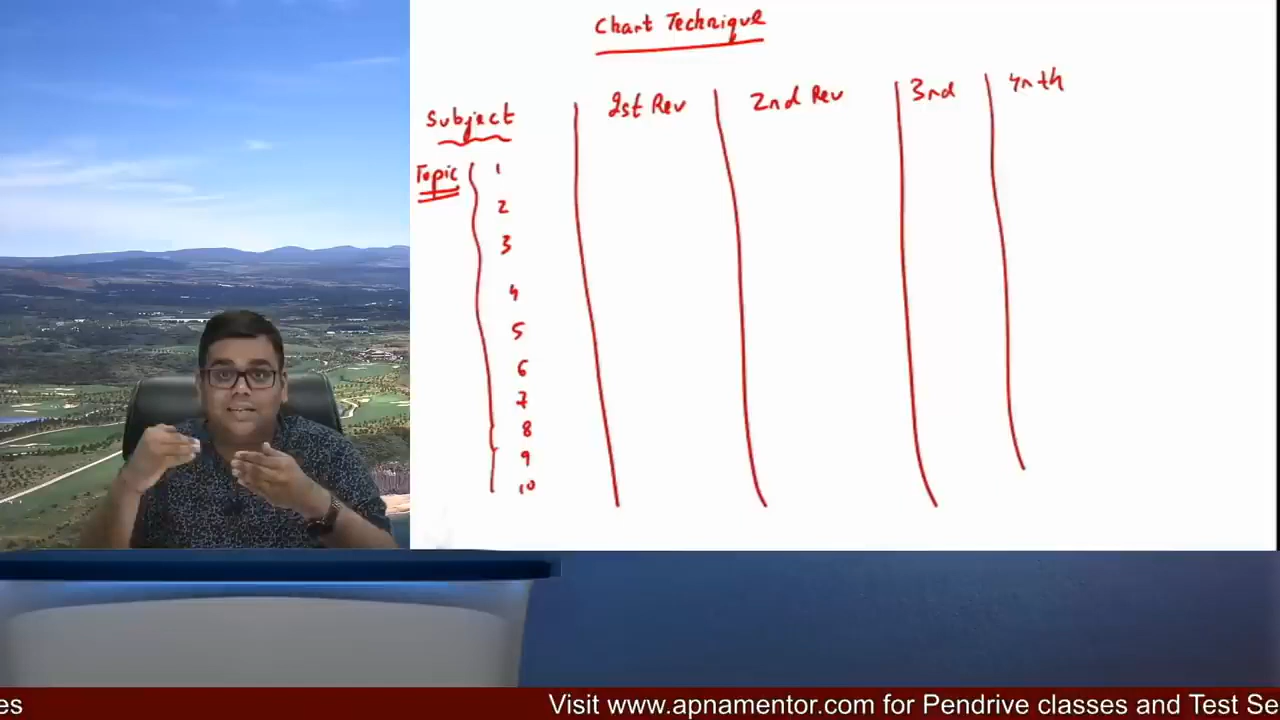 Chart Technique
Subject 1st Rev 2nd Rev 3rd 4nth
Topic 1
2
3
4
5
6
7
8
9
10
es Visit www.apnamentor.com for Pendrive classes and Test Se